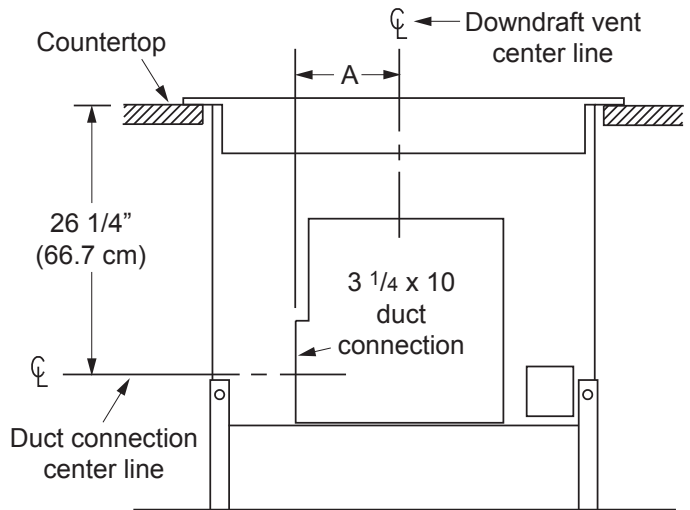 ℄
Downdraft vent
center line
Countertop
A
26 1/4”
(66.7 cm)
3 1/4 x 10
duct
connection
℄
Duct connection
center line